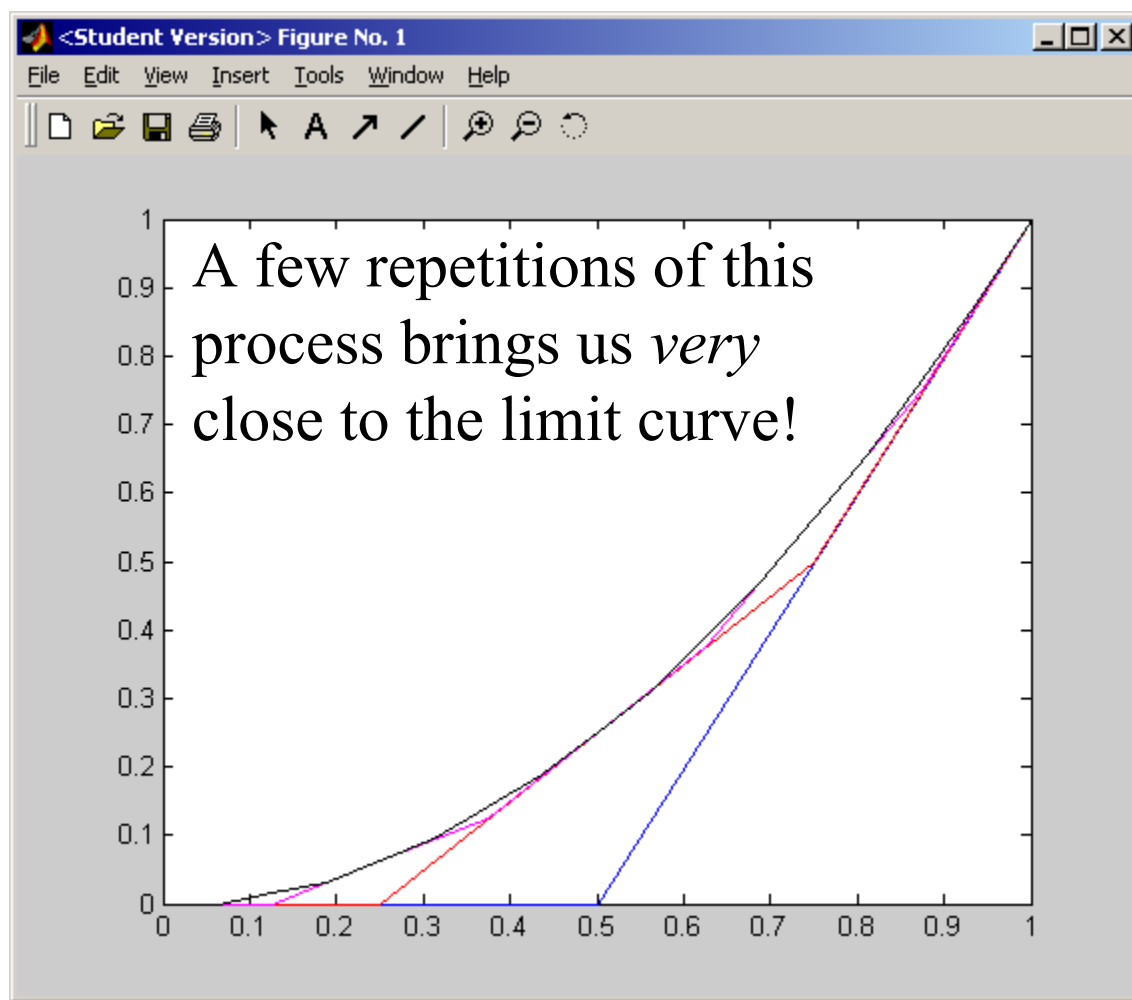 <Student Version> Figure No. 1
File Edit View Insert Tools Window Help
A
A few repetitions of this
process brings us very
close to the limit curve!
1
0.9
0.8
0.7
0.6
0.5
0.4
0.3
0.2
0.1
0
0 0.1 0.2 0.3 0.4 0.5 0.6 0.7 0.8 0.9 1